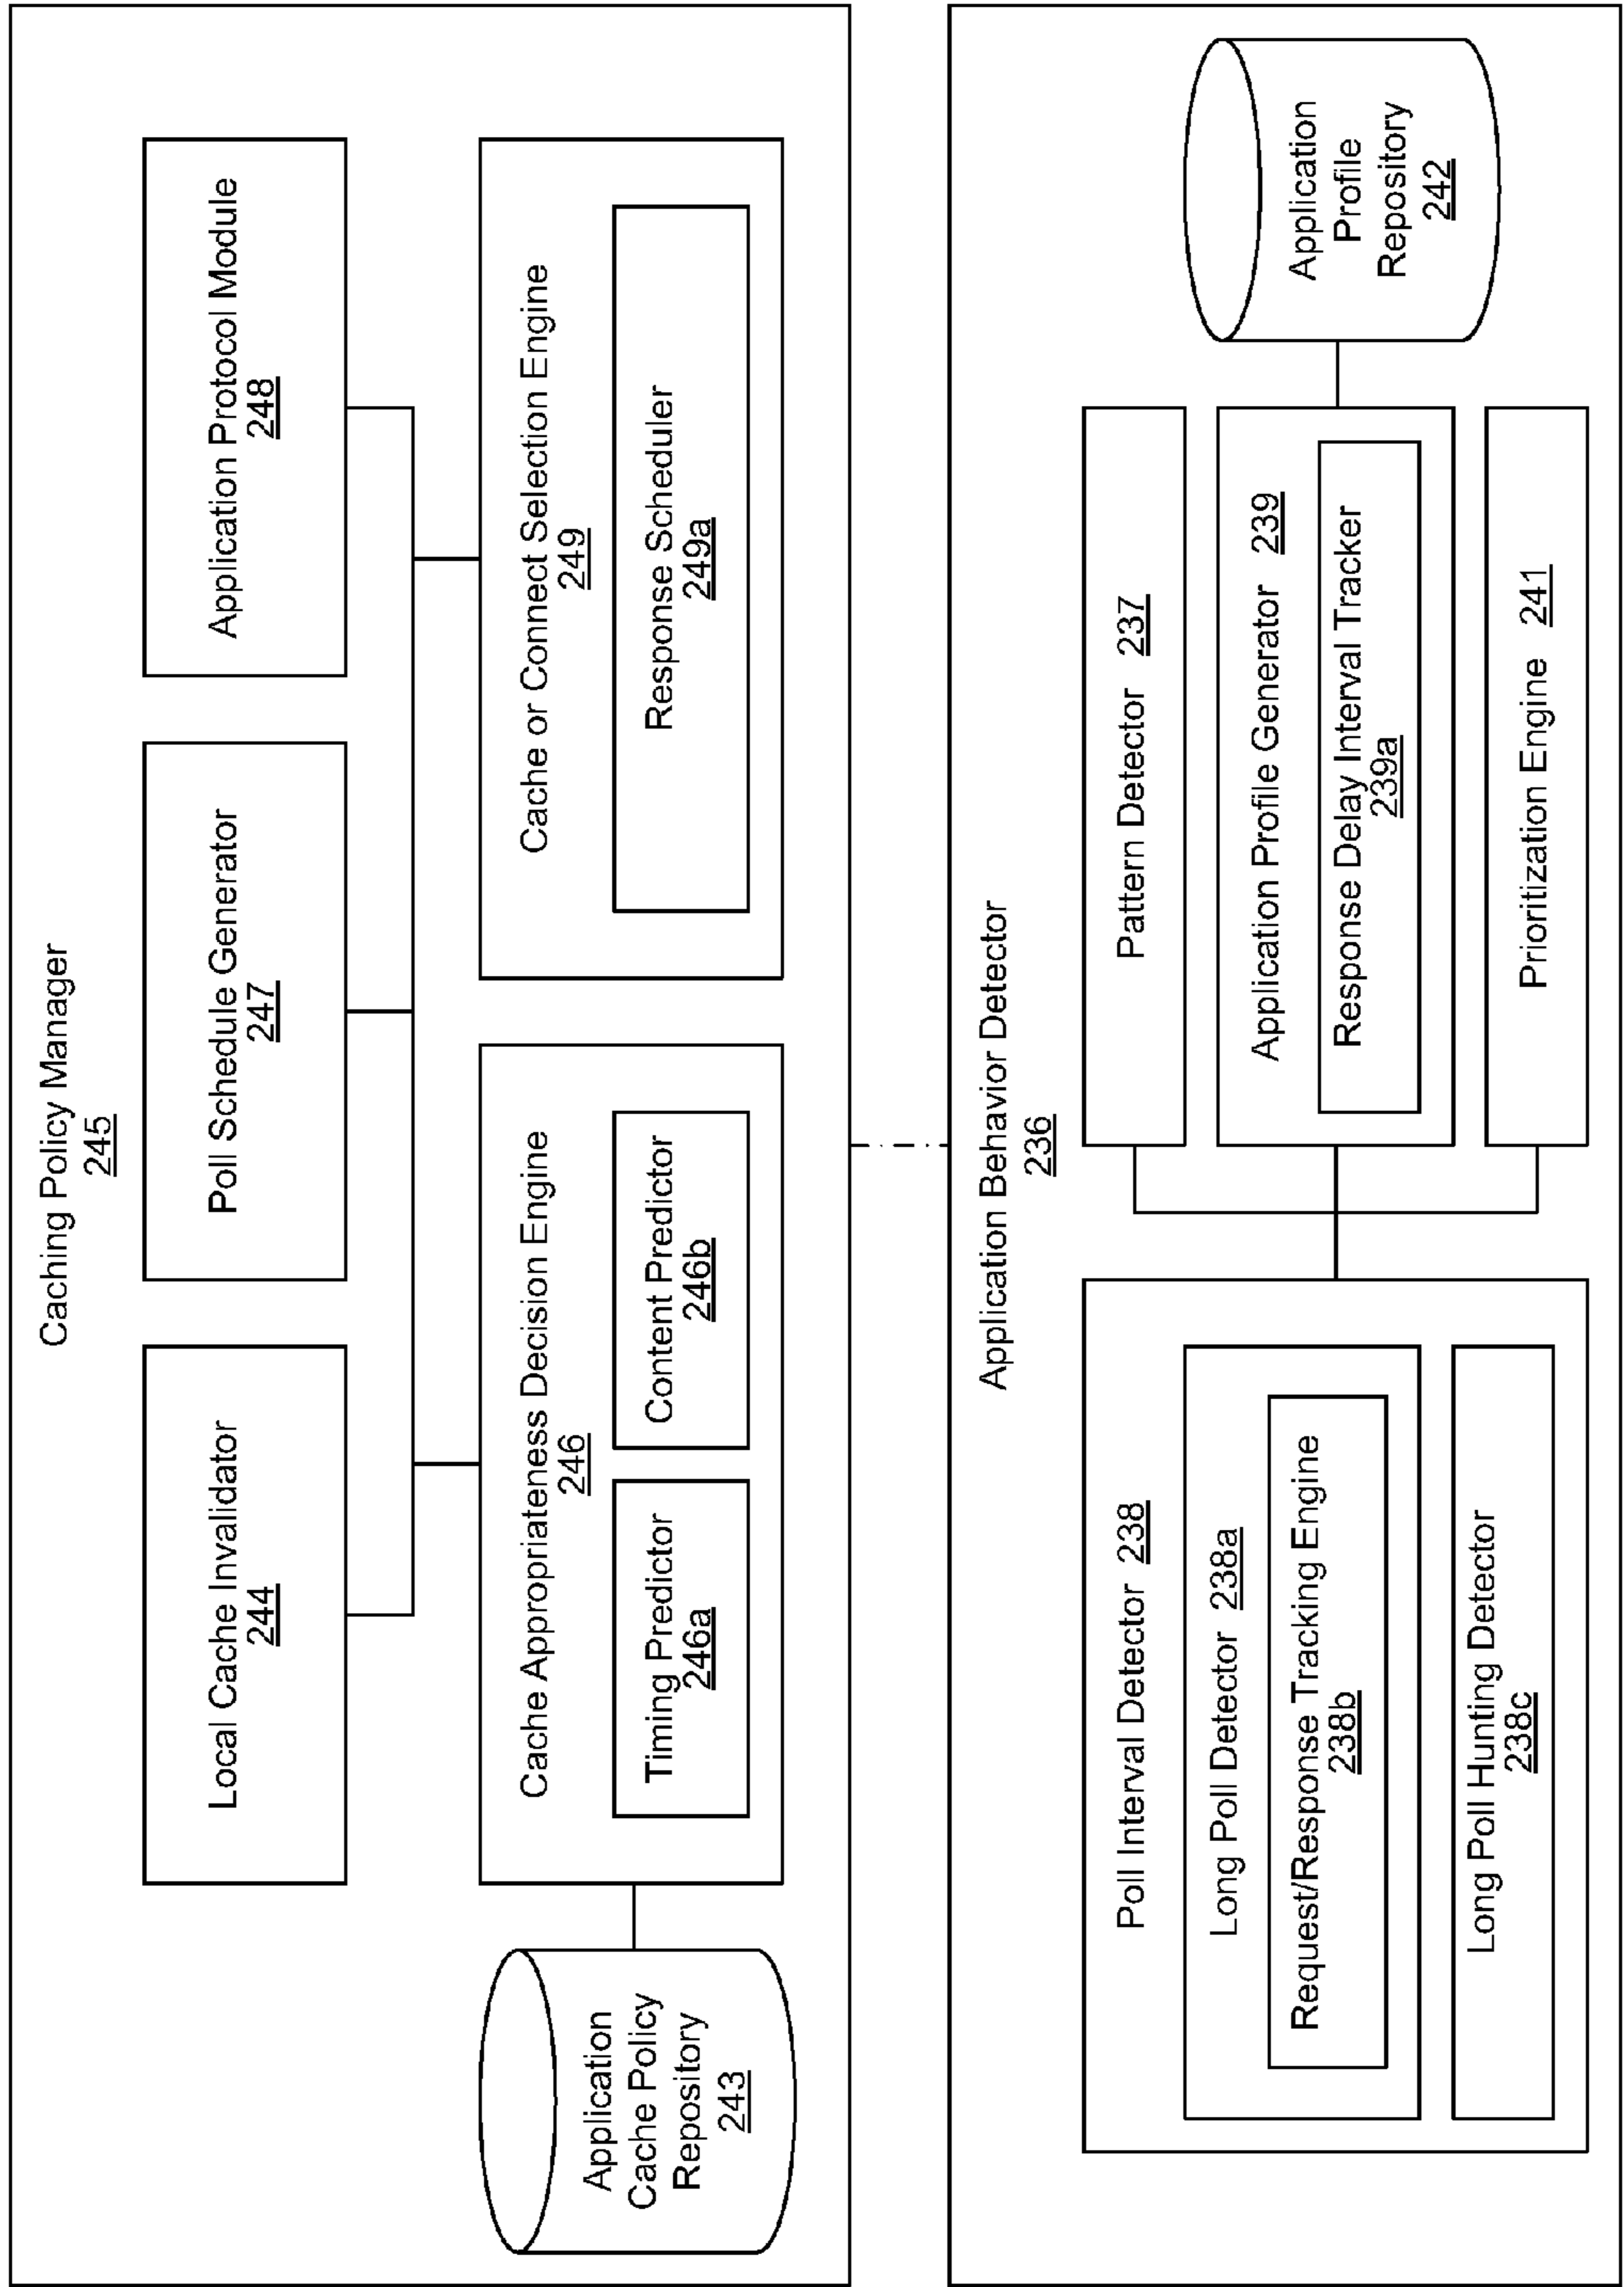 Caching Policy Manager
245
Local Cache Invalidator
244
Poll Schedule Generator
247
Application Protocol Module
248
Application
Cache Policy
Repository
243
Cache Appropriateness Decision Engine
246
Timing Predictor
246a
Content Predictor
246b
Cache or Connect Selection Engine
249
Response Scheduler
249a
Application Behavior Detector
236
Poll Interval Detector 238
Long Poll Detector 238a
Request/Response Tracking Engine
238b
Long Poll Hunting Detector
238c
Pattern Detector 237
Application Profile Generator 239
Response Delay Interval Tracker
239a
Prioritization Engine 241
Application
Profile
Repository
242